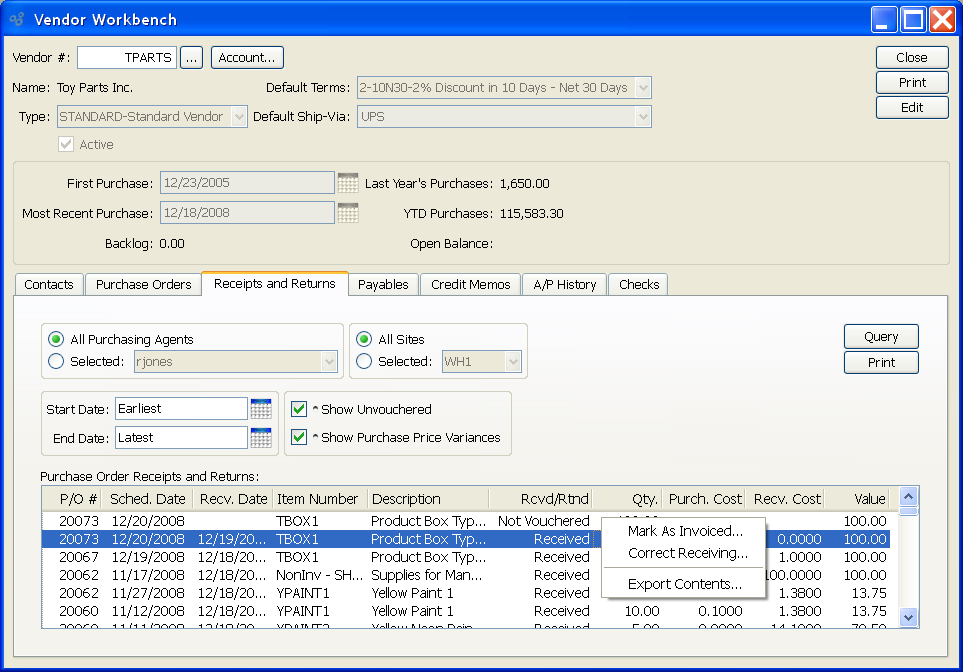 Vendor Workbench
Vendor #: TPARTS ... Account... Close
Print
Name: Toy Parts Inc. Default Terms: 2-10N30-2% Discount in 10 Days - Net 30 Days
Edit
Type: STANDARD-Standard Vendor Default Ship-Via: UPS
Active
First Purchase: 12/23/2005 Last Year's Purchases: 1,650.00
Most Recent Purchase: 12/18/2008 YTD Purchases: 115,583.30
Backlog: 0.00 Open Balance:
Contacts Purchase Orders Receipts and Returns Payables Credit Memos A/P History Checks
All Purchasing Agents All Sites Query
Selected: rjones Selected: WH1 Print
Start Date: Earliest ^ Show Unvouchered
End Date: Latest ^ Show Purchase Price Variances
Purchase Order Receipts and Returns:
P/O # Sched. Date Recv. Date Item Number Description Rcvd/Rtnd Qty. Purch. Cost Recv. Cost Value
20073 12/20/2008 TBOX1 Product Box Typ... Not Vouchered 100.00
20073 12/20/2008 12/19/20... TBOX1 Product Box Typ... Received 0.0000 100.00
20067 12/19/2008 12/18/20... TBOX1 Product Box Typ... Received 1.0000 100.00
20062 11/17/2008 12/18/20... NonInv - SH... Supplies for Man... Received 100.0000 100.00
20062 11/27/2008 12/18/20... YPAINT1 Yellow Paint 1 Received 1.3800 13.75
20060 11/12/2008 12/18/20... YPAINT1 Yellow Paint 1 Received 10.00 0.1000 1.3800 13.75
Mark As Invoiced...
Correct Receiving...
Export Contents...